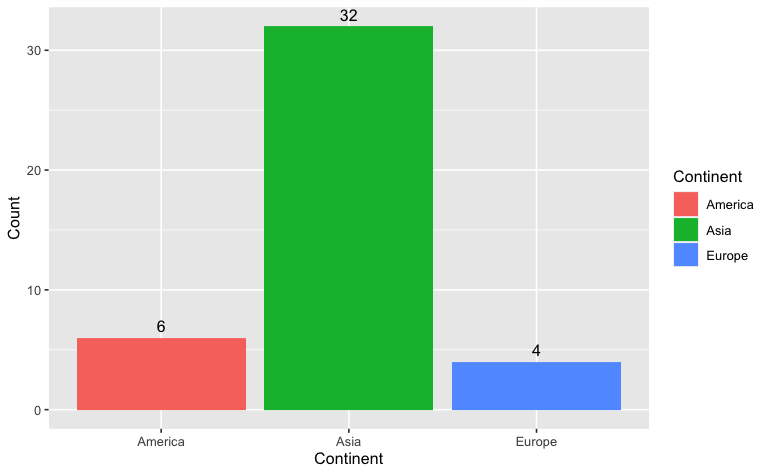 32
30
20
10
0
Count
6
4
America
Asia
Europe
Continent
Continent
America
Asia
Europe